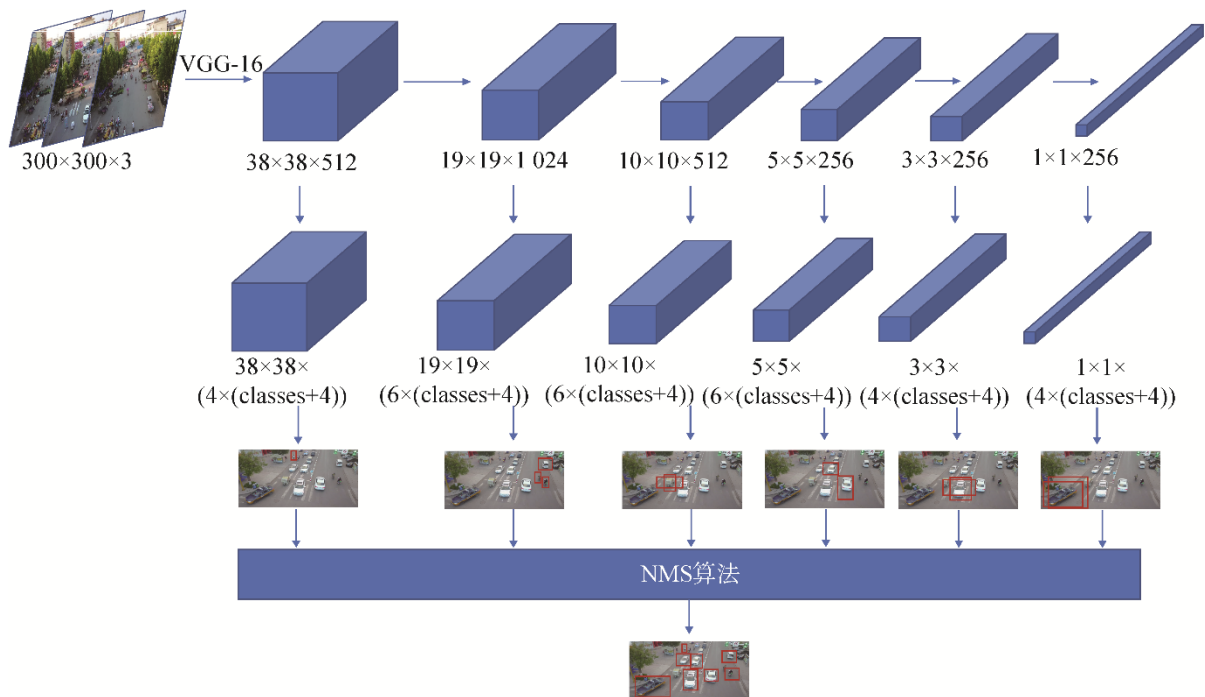 VGG-16
300×300×3
38×38×512
19×19×1 024
10×10×512
5×5×256
3×3×256
1×1×256
38×38×
(4×(classes+4))
19×19×
(6×(classes+4))
10×10×
(6×(classes+4))
5×5×
(6×(classes+4))
3×3×
(4×(classes+4))
1×1×
(4×(classes+4))
NMS算法